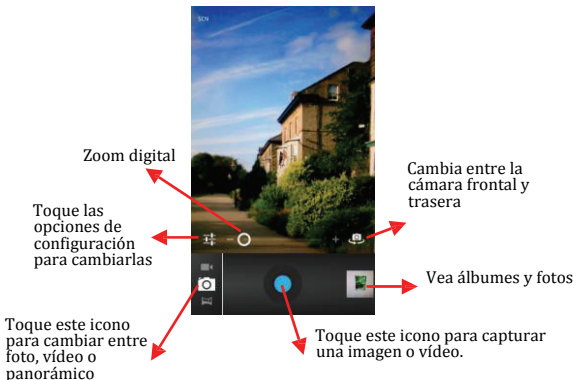 SCN
Zoom digital
Cambia entre la
cámara frontal y
trasera
Toque las
opciones de
configuración
para cambiarlas
Vea álbumes y fotos
Toque este icono
para cambiar entre
foto, vídeo o
panorámico
Toque este icono para capturar
una imagen o vídeo.